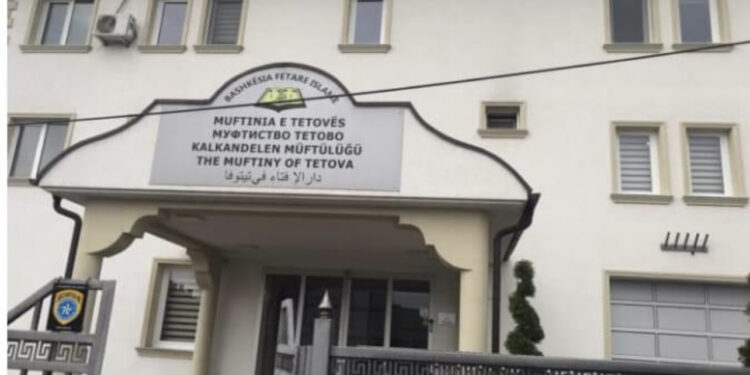 BASHKËSIA FETARE ISLAME
MUFTINIA E TETOVËS
МУФТИСТВО ТЕТОВО
KALKANDELEN MÜFTÜLÜĞÜ
THE MUFTINY OF TETOVA
دار الإفتاء في تيتوفا